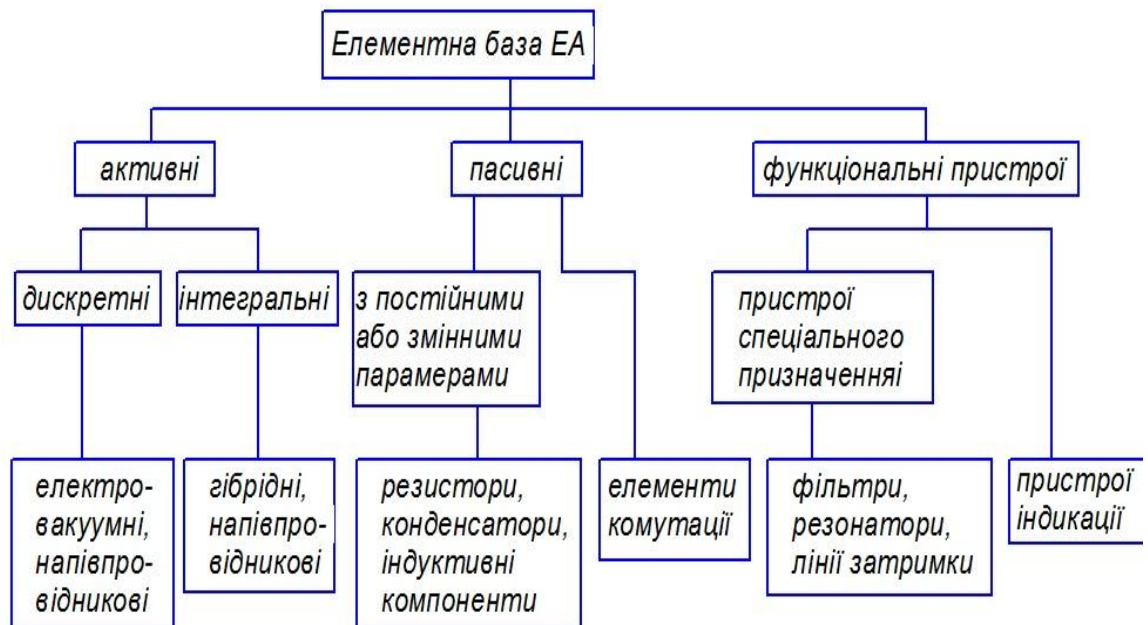 Елементна база ЕА
активні
пасивні
функціональні пристрої
дискретні
інтегральні
з постійними
або змінними
парамерами
пристрої
спеціального
призначенняі
електро-
вакуумні,
напівпро-
відникові
гібрідні,
напівпро-
відникові
резистори,
конденсатори,
індуктивні
компоненти
елементи
комутації
фільтри,
резонатори,
лінії затримки
пристрої
індикації